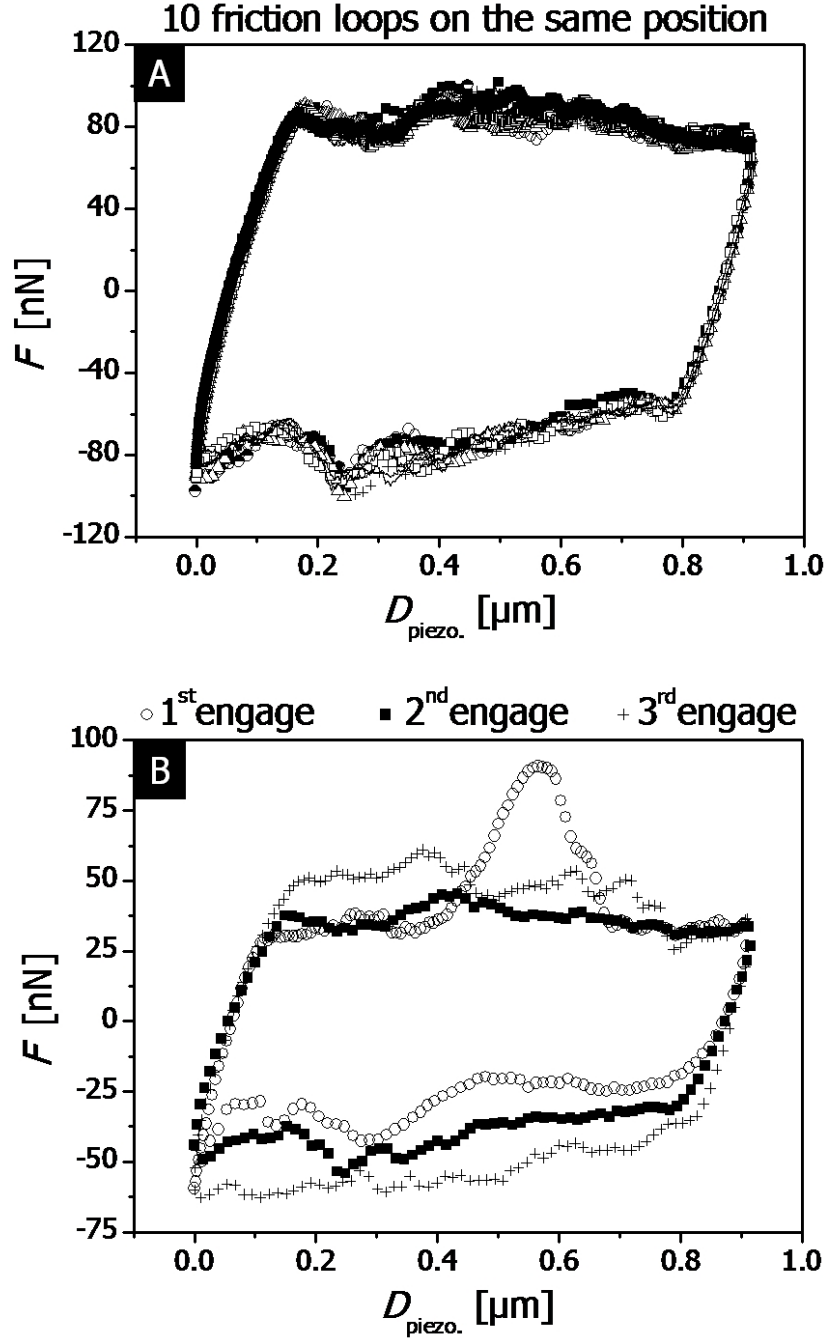 10 friction loops on the same position
A
120
80
40
0
-40
-80
-120
F [nN]
0.0 0.2 0.4 0.6 0.8 1.0
D piezo. [µm]
○ 1st engage ■ 2nd engage + 3rd engage
B
100
75
50
25
0
-25
-50
-75
F [nN]
0.0 0.2 0.4 0.6 0.8 1.0
D piezo. [µm]